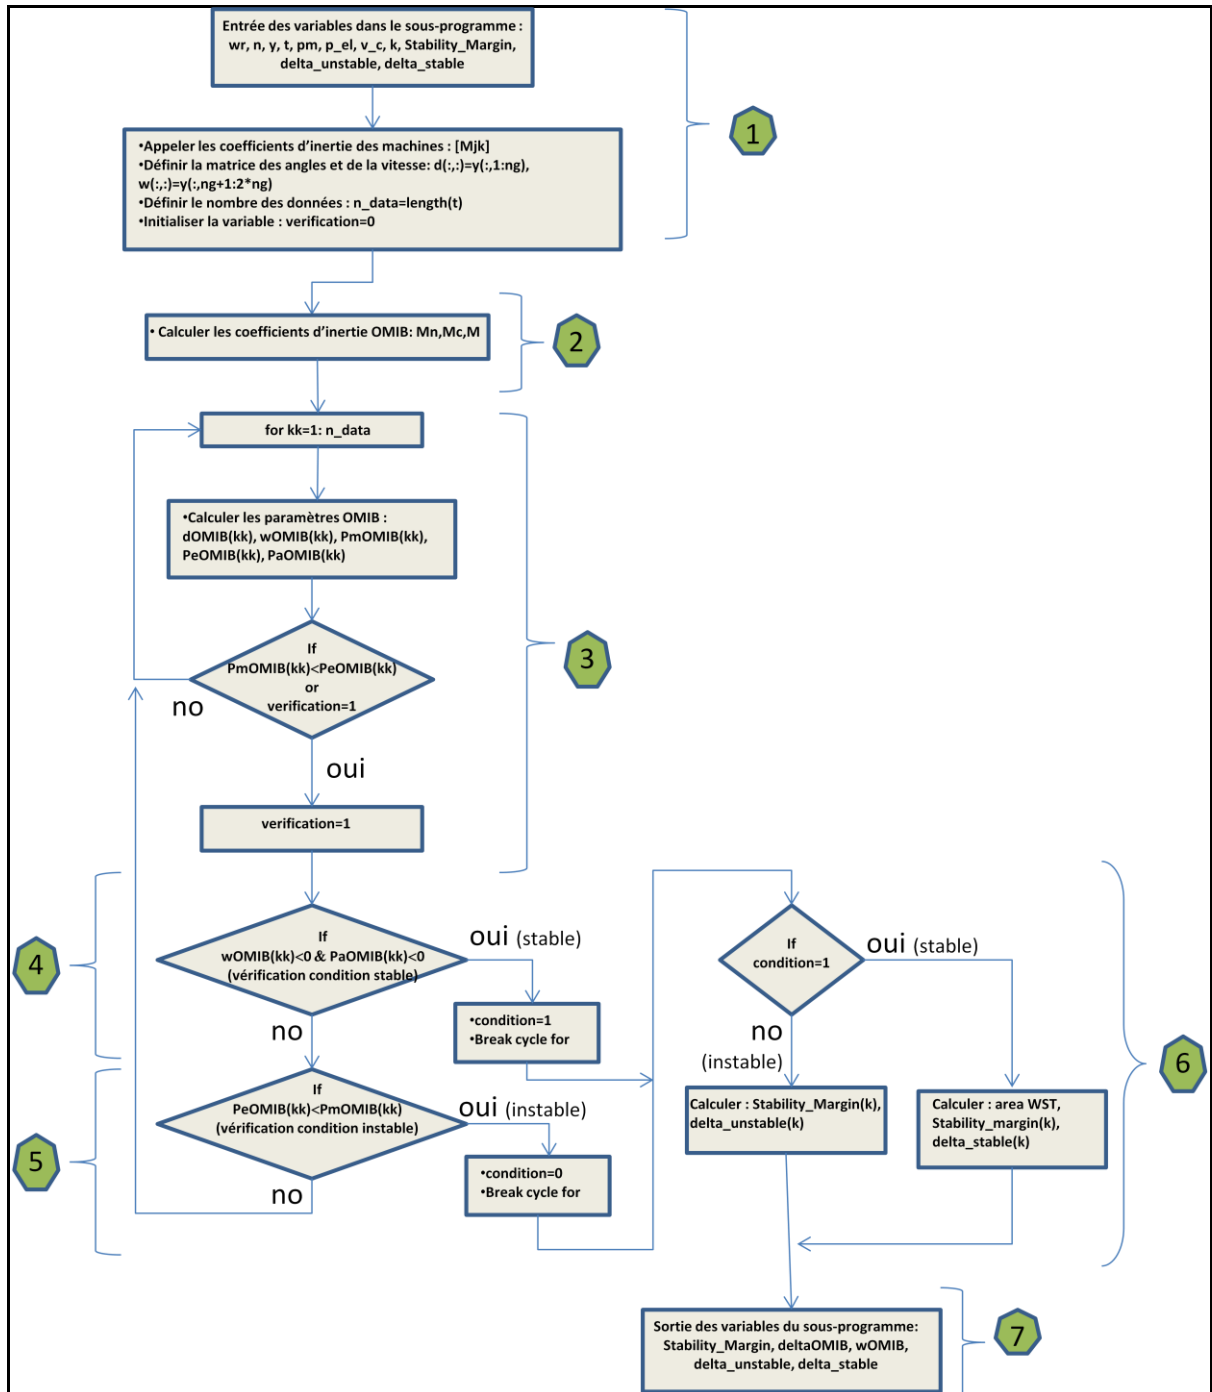 Entrée des variables dans le sous-programme :
wr, n, y, t, pm, p_el, v_c, k, Stability_Margin,
delta_unstable, delta_stable
1
•Appeler les coefficients d'inertie des machines : [Mjk]
•Définir la matrice des angles et de la vitesse: d(:,:)=y(:,1:ng),
w(:,:)=y(:,ng+1:2*ng)
•Définir le nombre des données : n_data=length(t)
•Initialiser la variable : verification=0
• Calculer les coefficients d'inertie OMIB: Mn,Mc,M
2
for kk=1: n_data
•Calculer les paramètres OMIB :
dOMIB(kk), wOMIB(kk), PmOMIB(kk),
PeOMIB(kk), PaOMIB(kk)
3
If
PmOMIB(kk)<PeOMIB(kk)
or
verification=1
no
oui
verification=1
4
If
wOMIB(kk)<0 & PaOMIB(kk)<0
(vérification condition stable)
oui (stable)
no
•condition=1
•Break cycle for
5
If
PeOMIB(kk)<PmOMIB(kk)
(vérification condition instable)
oui (instable)
no
•condition=0
•Break cycle for
If
condition=1
oui (stable)
no
(instable)
6
Calculer : Stability_Margin(k),
delta_unstable(k)
Calculer : area WST,
Stability_margin(k),
delta_stable(k)
Sortie des variables du sous-programme:
Stability_Margin, deltaOMIB, wOMIB,
delta_unstable, delta_stable
7